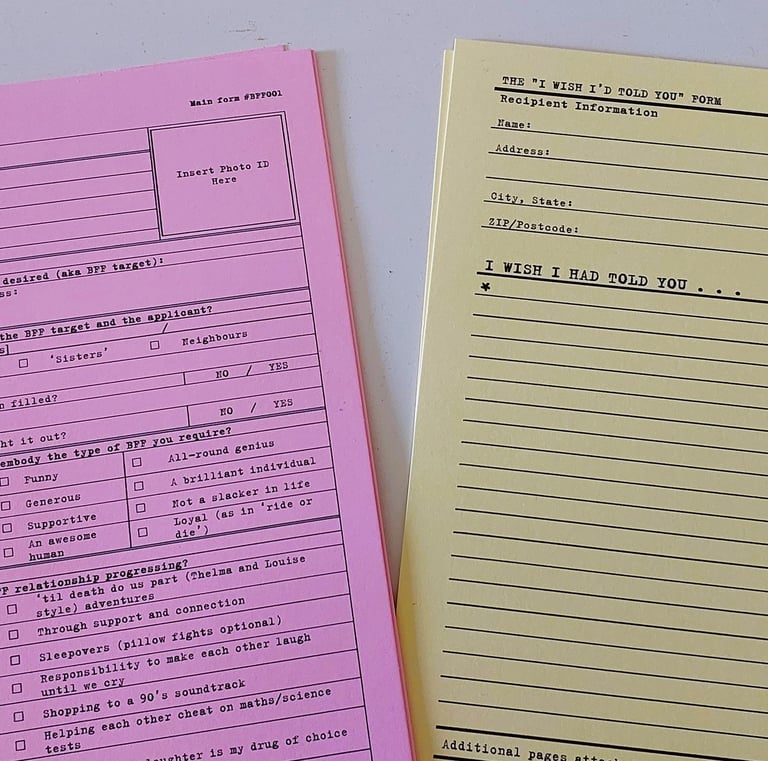 Main form #BFF001
Insert Photo ID
Here
desired (aka BFF target):
ss:
the BFF target and the applicant?
s]
/
'Sisters'
Neighbours
NO / YES
n filled?
NO / YES
ht it out?
embody the type of BFF you require?
Funny
All-round genius
Generous
A brilliant individual
Supportive
Not a slacker in life
An awesome
human
Loyal (as in 'ride or
die')
relationship progressing?
'til death do us part (Thelma and Louise
style) adventures
Through support and connection
Sleepovers (pillow fights optional)
Responsibility to make each other laugh
until we cry
Shopping to a 90's soundtrack
Helping each other cheat on maths/science
tests
laughter is my drug of choice
THE "I WISH I'D TOLD YOU" FORM
Recipient Information
Name:
Address:
City, State:
ZIP/Postcode:
I WISH I HAD TOLD YOU . . .
*
Additional pages